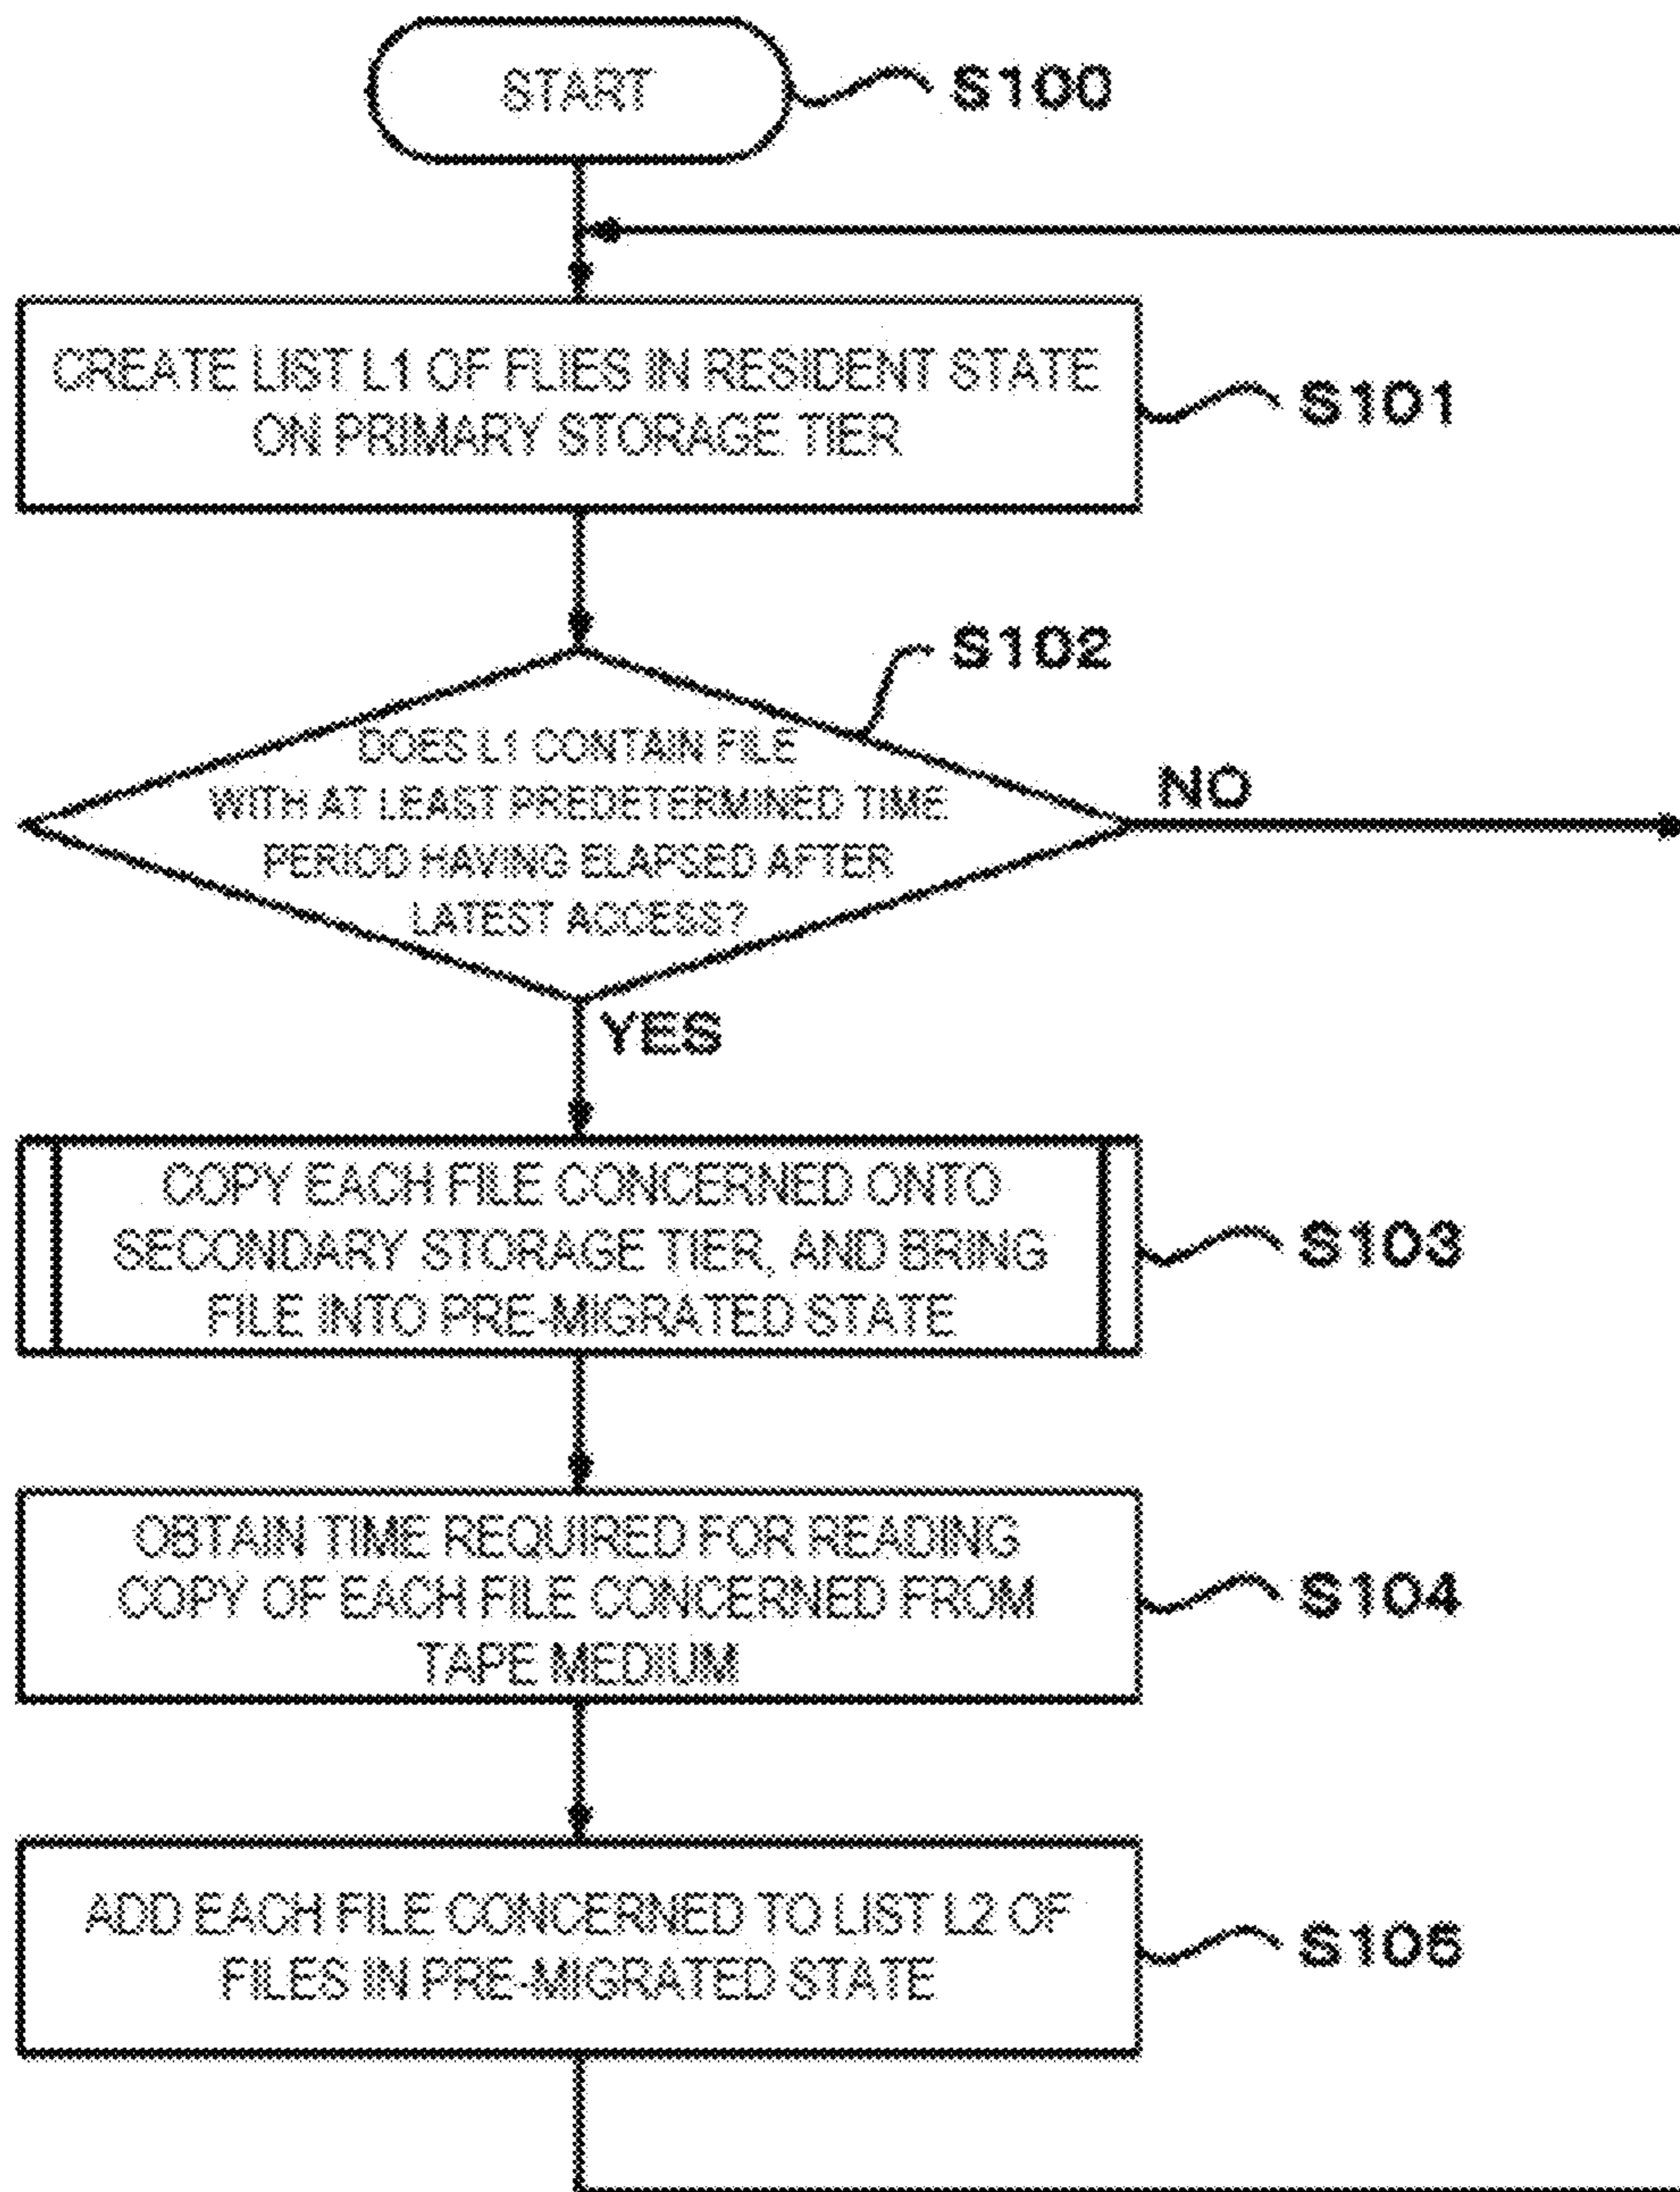 START
S100
CREATE LIST L1 OF FLIES IN RESIDENT STATE
ON PRIMARY STORAGE TIER
S101
S102
DOES L1 CONTAIN FILE
WITH AT LEAST PREDETERMINED TIME
PERIOD HAVING ELAPSED AFTER
LATEST ACCESS?
NO
YES
COPY EACH FILE CONCERNED ONTO
SECONDARY STORAGE TIER, AND BRING
FILE INTO PRE-MIGRATED STATE
S103
OBTAIN TIME REQUIRED FOR READING
COPY OF EACH FILE CONCERNED FROM
TAPE MEDIUM
S104
ADD EACH FILE CONCERNED TO LIST L2 OF
FILES IN PRE-MIGRATED STATE
S105